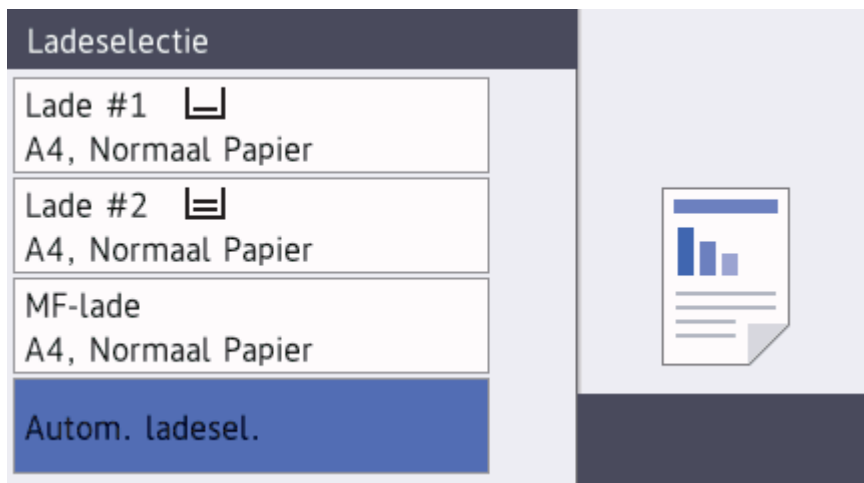 Ladeselectie
Lade #1
A4, Normaal Papier
Lade #2
A4, Normaal Papier
MF-lade
A4, Normaal Papier
Autom. ladesel.